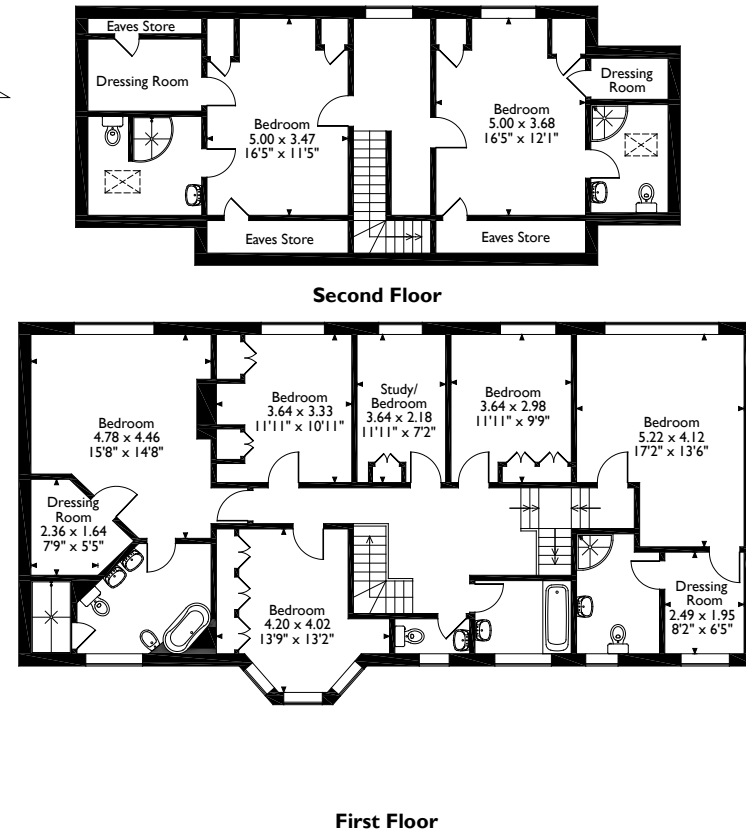 Eaves Store
Dressing Room
Bedroom
5.00 x 3.47
16'5" x 11'5"
Bedroom
5.00 x 3.68
16'5" x 12'1"
Dressing
Room
Eaves Store
Eaves Store
Second Floor
Bedroom
4.78 x 4.46
15'8" x 14'8"
Bedroom
3.64 x 3.33
11'11" x 10'11"
Study/
Bedroom
3.64 x 2.18
11'11" x 7'2"
Bedroom
3.64 x 2.98
11'11" x 9'9"
Bedroom
5.22 x 4.12
17'2" x 13'6"
Dressing
Room
2.36 x 1.64
7'9" x 5'5"
Bedroom
4.20 x 4.02
13'9" x 13'2"
Dressing
Room
2.49 x 1.95
8'2" x 6'5"
First Floor